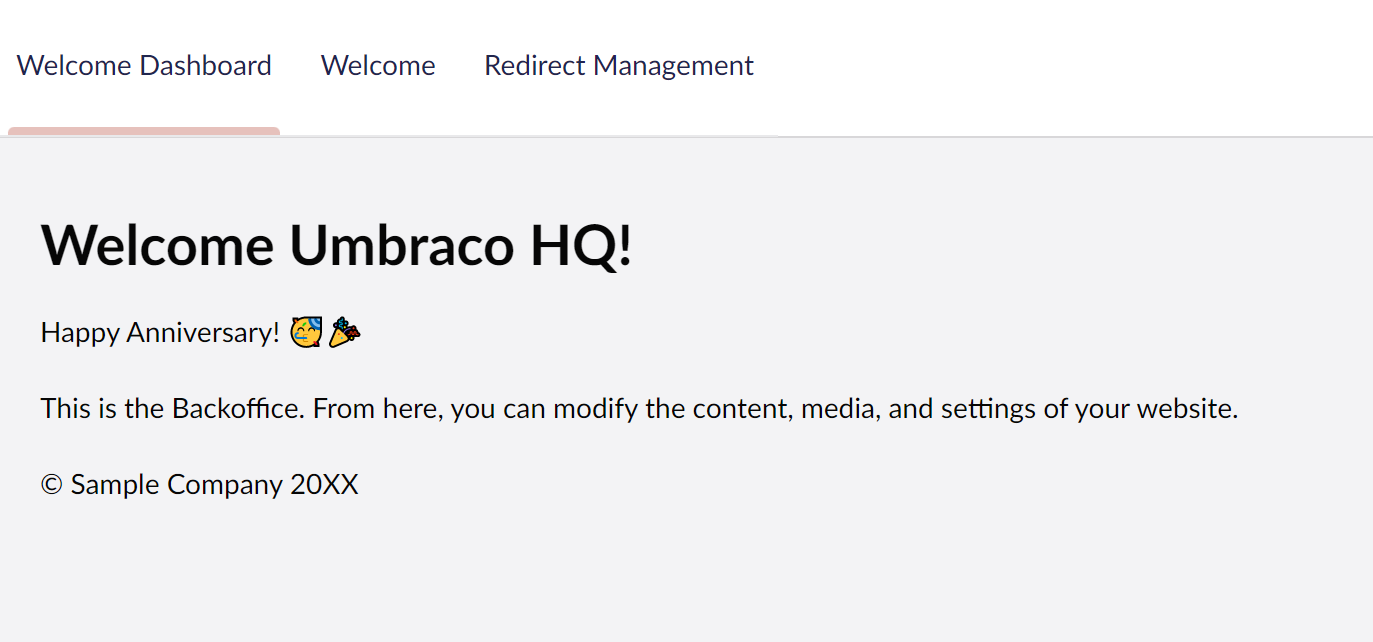 Welcome Dashboard Welcome Redirect Management
Welcome Umbraco HQ!
Happy Anniversary! 🥳🎉
This is the Backoffice. From here, you can modify the content, media, and settings of your website.
© Sample Company 20XX